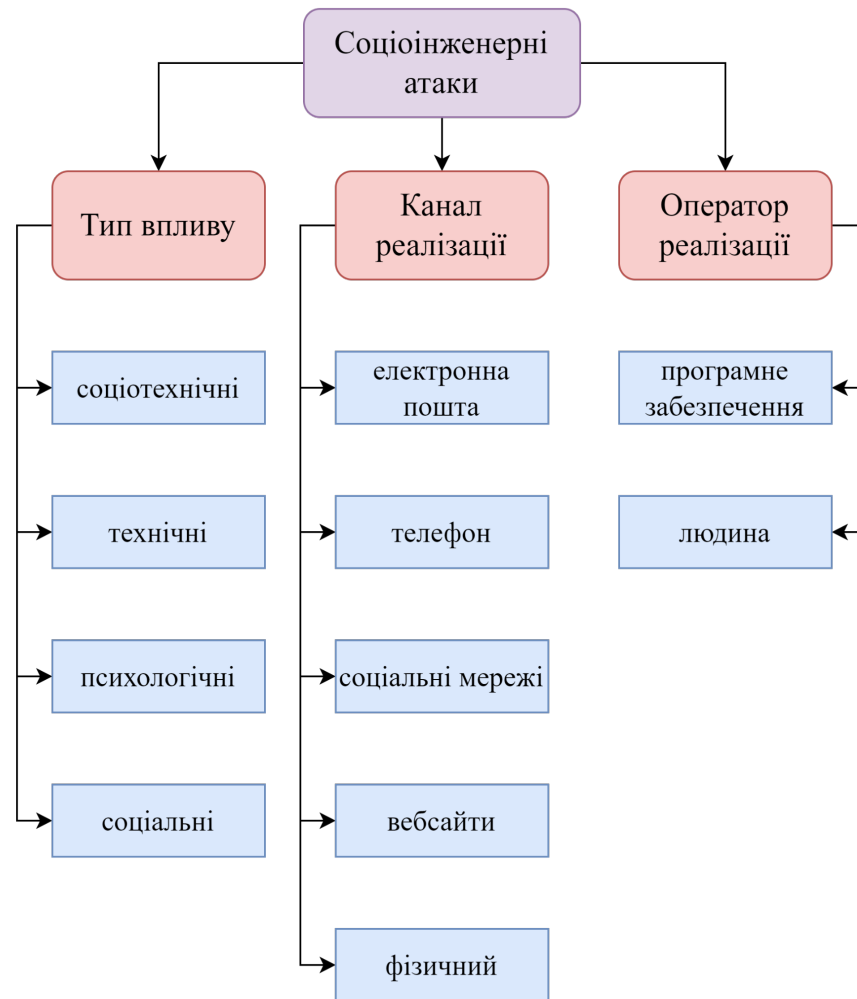 Соціоінженерні
атаки
Тип впливу
Канал
реалізації
Оператор
реалізації
соціотехнічні
електронна
пошта
програмне
забезпечення
технічні
телефон
людина
психологічні
соціальні мережі
соціальні
вебсайти
фізичний